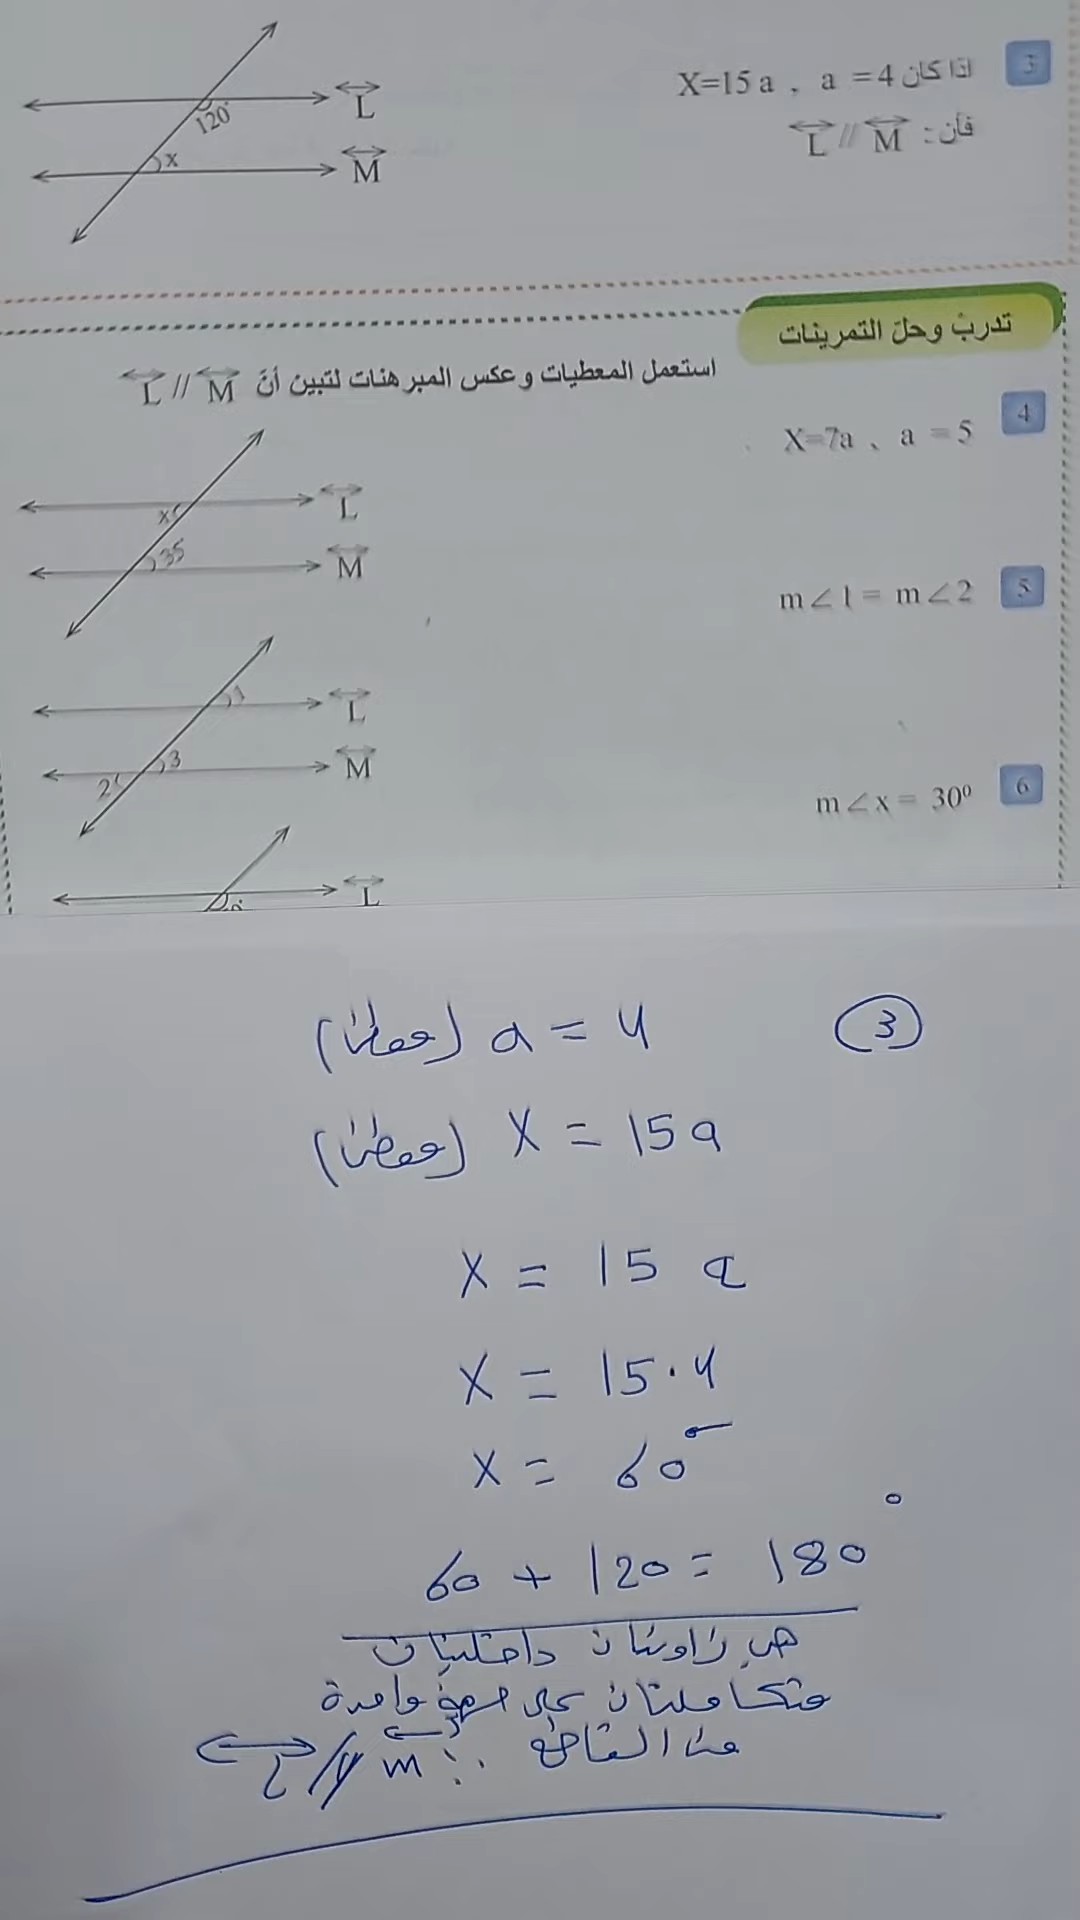 3 اذا كان X=15 a , a = 4
فأن : L // M
L
120°
x
M
تدربْ وحلّ التمرينات
استعمل المعطيات وعكس المبرهنات لتبين أنّ L // M
4 X=7a ، a = 5
L
x
35
M
5 m∠1 = m∠2
1
L
3
M
2
6 m∠x = 30°
L
3
a = 4 (معطى)
X = 15a (معطى)
X = 15 a
X = 15 . 4
X = 60°
60 + 120 = 180°
هي زاويتان داخليتان
متكاملتان على جهة واحدة
من القاطع ∴ L // m